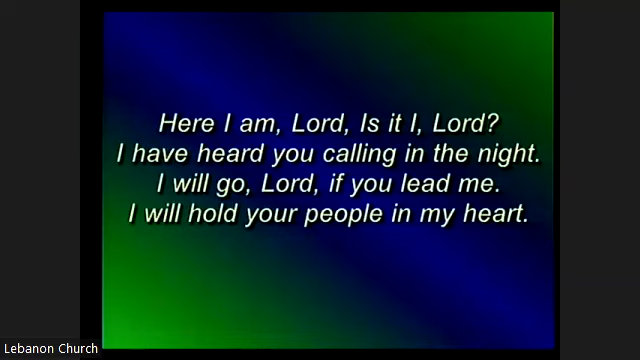 Here I am, Lord, Is it I, Lord?
I have heard you calling in the night.
I will go, Lord, if you lead me.
I will hold your people in my heart.
Lebanon Church